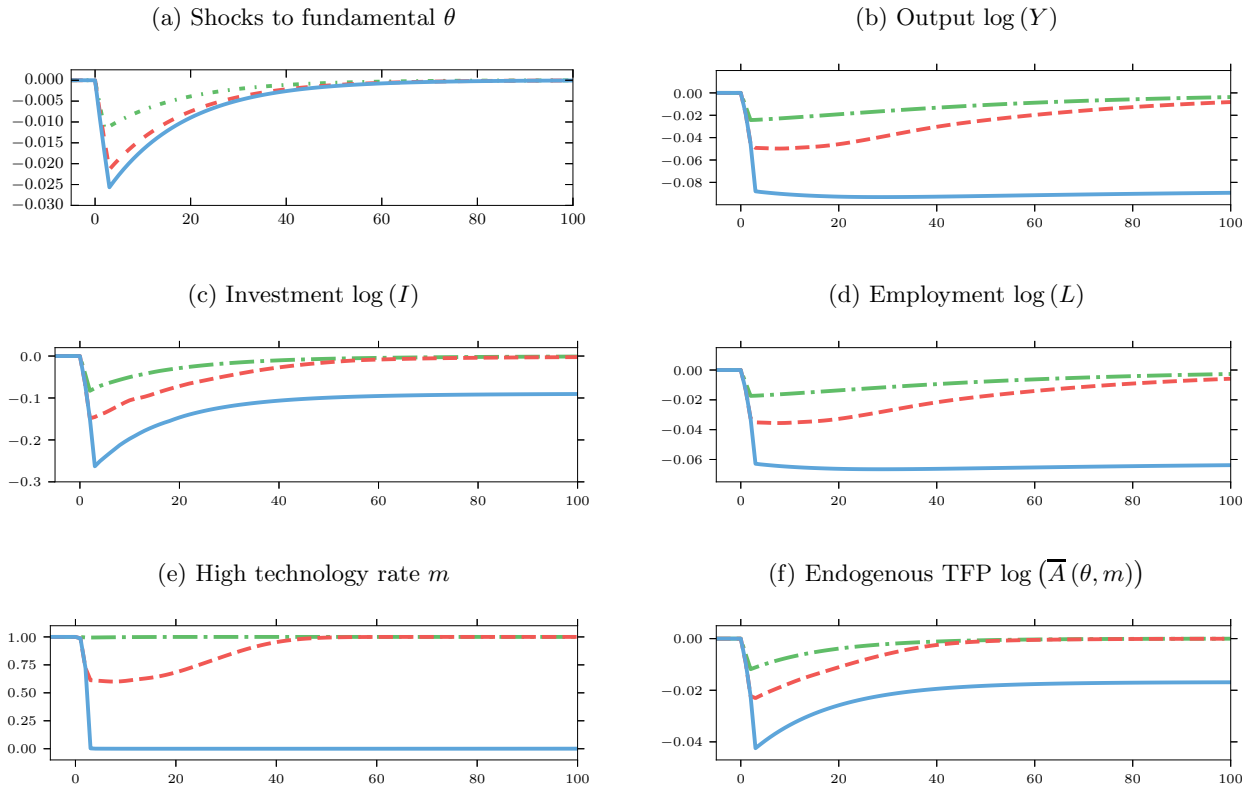 (a) Shocks to fundamental θ
0.000
−0.005
−0.010
−0.015
−0.020
−0.025
−0.030
0 20 40 60 80 100
(b) Output log (Y)
0.00
−0.02
−0.04
−0.06
−0.08
0 20 40 60 80 100
(c) Investment log (I)
0.0
−0.1
−0.2
−0.3
0 20 40 60 80 100
(d) Employment log (L)
0.00
−0.02
−0.04
−0.06
0 20 40 60 80 100
(e) High technology rate m
1.00
0.75
0.50
0.25
0.00
0 20 40 60 80 100
(f) Endogenous TFP log (A̅ (θ, m))
0.00
−0.02
−0.04
0 20 40 60 80 100